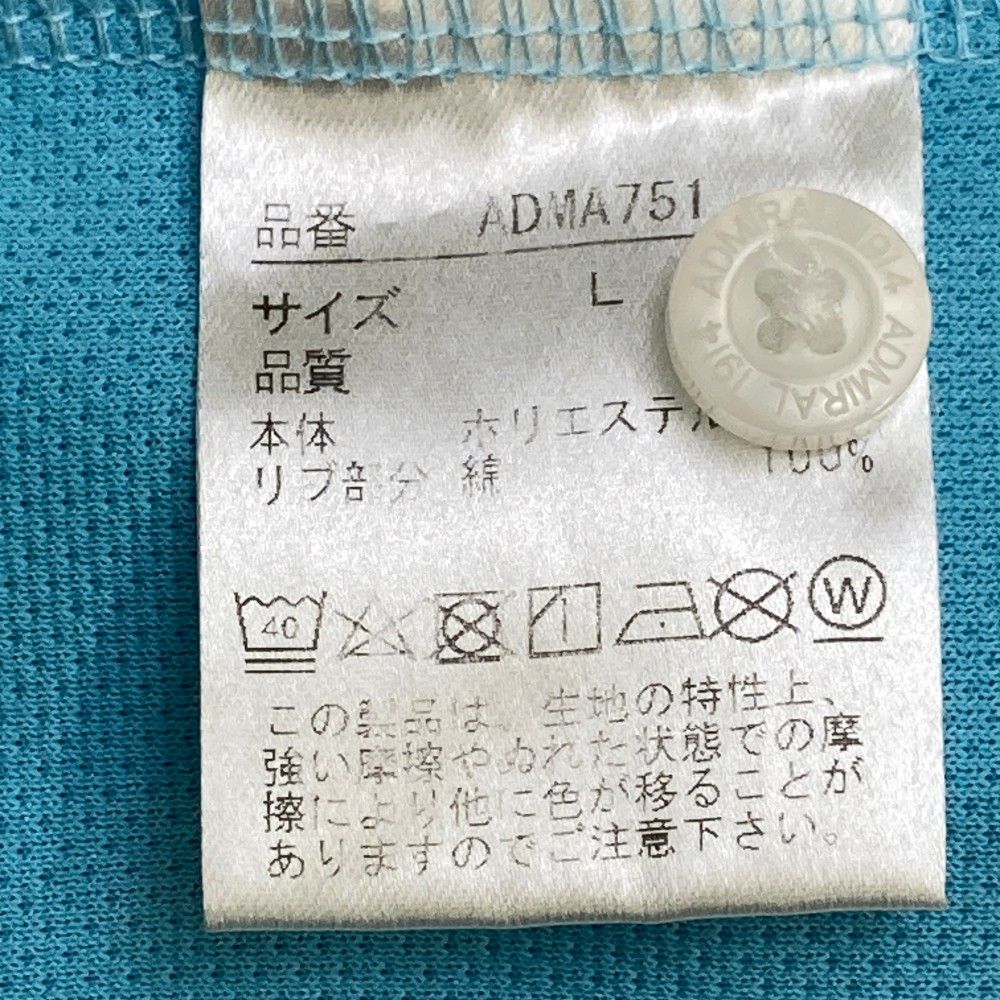 品番 ADMA751
サイズ L
品質
本体 ポリエステル
リブ部分 綿 100%
40
W
この製品は、生地の特性上、
強い摩擦やぬれた状態での摩
擦により他に色が移ることが
ありますのでご注意下さい。
ADMIRAL 1914 ADMIRAL 1914